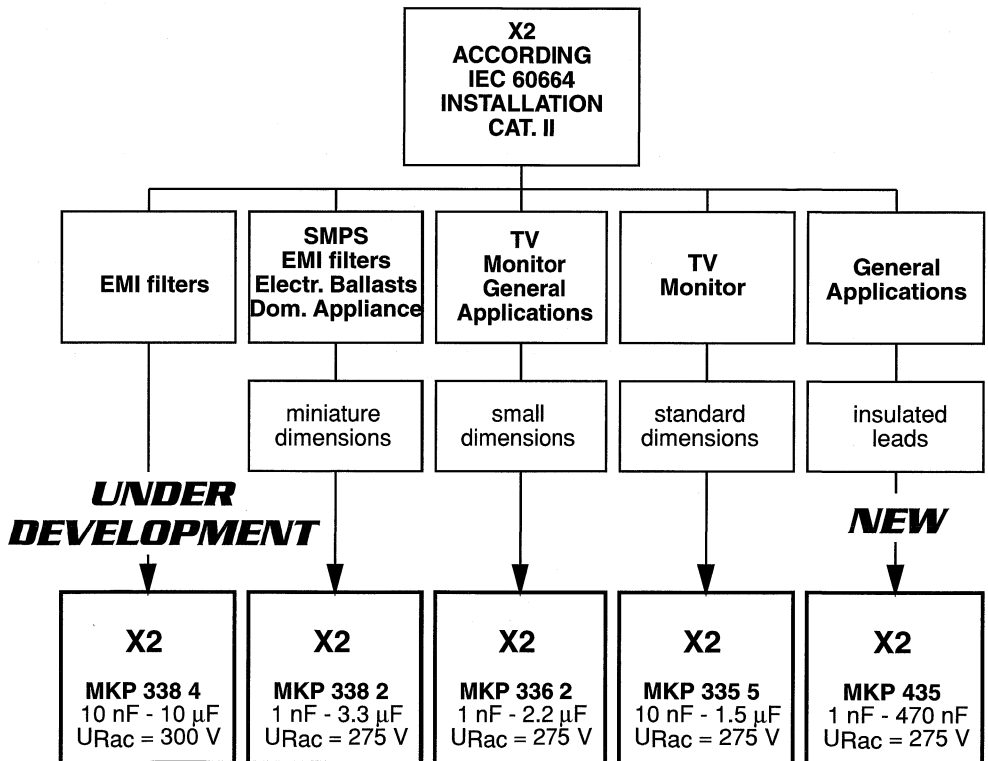 X2
ACCORDING
IEC 60664
INSTALLATION
CAT. II
EMI filters
SMPS
EMI filters
Electr. Ballasts
Dom. Appliance
TV
Monitor
General
Applications
TV
Monitor
General
Applications
miniature
dimensions
small
dimensions
standard
dimensions
insulated
leads
UNDER
DEVELOPMENT
NEW
X2
MKP 338 4
10 nF - 10 µF
URac = 300 V
X2
MKP 338 2
1 nF - 3.3 µF
URac = 275 V
X2
MKP 336 2
1 nF - 2.2 µF
URac = 275 V
X2
MKP 335 5
10 nF - 1.5 µF
URac = 275 V
X2
MKP 435
1 nF - 470 nF
URac = 275 V